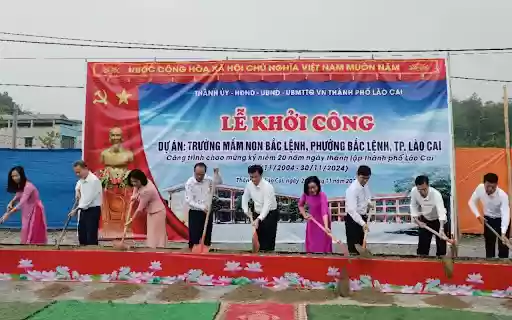 NƯỚC CỘNG HÒA XÃ HỘI CHỦ NGHĨA VIỆT NAM MUÔN NĂM
THÀNH ỦY - HĐND - UBND - UBMTTQ VN THÀNH PHỐ LÀO CAI
LỄ KHỞI CÔNG
DỰ ÁN: TRƯỜNG MẦM NON BẮC LỆNH, PHƯỜNG BẮC LỆNH, TP. LÀO CAI
Công trình chào mừng kỷ niệm 20 năm ngày thành lập thành phố Lào Cai
(30/11/2004 - 30/11/2024)